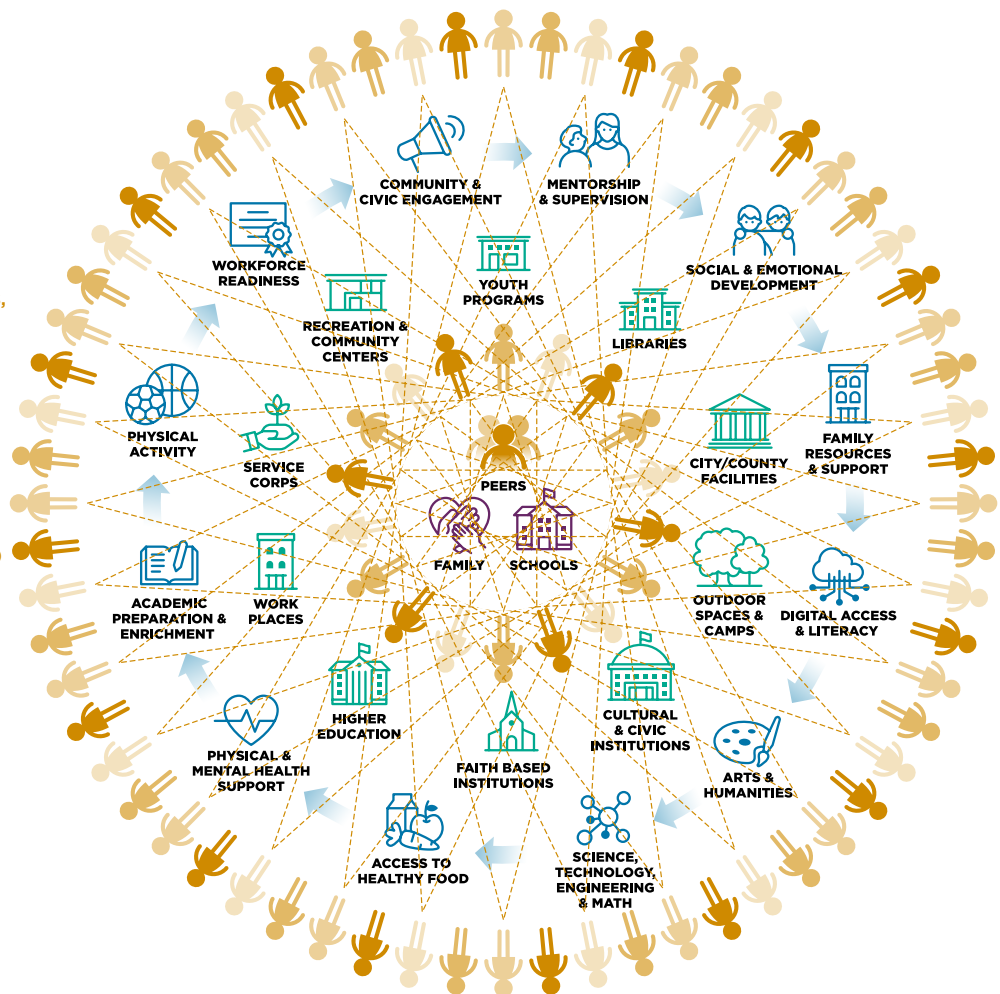 COMMUNITY &
CIVIC ENGAGEMENT
MENTORSHIP
& SUPERVISION
SOCIAL & EMOTIONAL
DEVELOPMENT
FAMILY
RESOURCES
& SUPPORT
DIGITAL ACCESS
& LITERACY
ARTS &
HUMANITIES
SCIENCE,
TECHNOLOGY,
ENGINEERING
& MATH
ACCESS TO
HEALTHY FOOD
PHYSICAL &
MENTAL HEALTH
SUPPORT
ACADEMIC
PREPARATION &
ENRICHMENT
PHYSICAL
ACTIVITY
WORKFORCE
READINESS
YOUTH
PROGRAMS
LIBRARIES
CITY/COUNTY
FACILITIES
OUTDOOR
SPACES &
CAMPS
CULTURAL
& CIVIC
INSTITUTIONS
FAITH BASED
INSTITUTIONS
HIGHER
EDUCATION
WORK
PLACES
SERVICE
CORPS
RECREATION &
COMMUNITY
CENTERS
PEERS
FAMILY
SCHOOLS